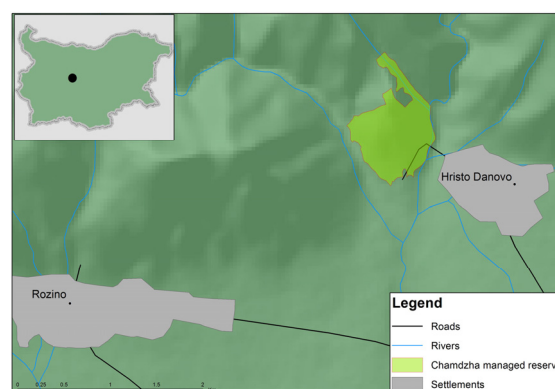 Hristo Danovo
Rozino
Legend
Roads
Rivers
Chamdzha managed reserv
Settlements
0 0.25 0.5 1 1.5 2